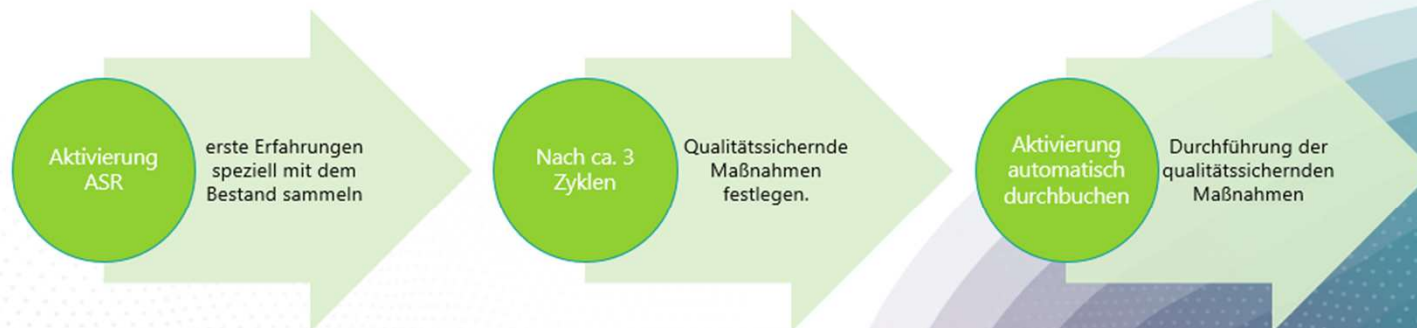 Aktivierung
ASR
erste Erfahrungen
speziell mit dem
Bestand sammeln
Nach ca. 3
Zyklen
Qualitätssichernde
Maßnahmen
festlegen.
Aktivierung
automatisch
durchbuchen
Durchführung der
qualitätssichernden
Maßnahmen